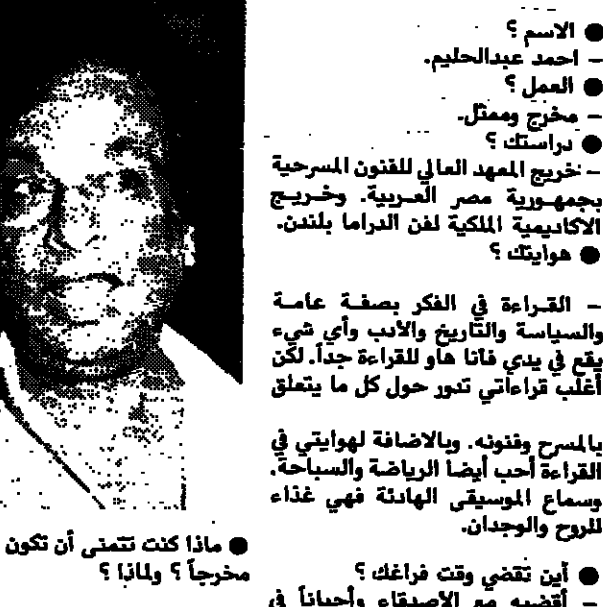 ● الاسم ؟
– احمد عبدالحليم.
● العمل ؟
– مخرج وممثل.
● دراستك ؟
– خريج المعهد العالي للفنون المسرحية
بجمهورية مصر العربية. وخريج
الاكاديمية الملكية لفن الدراما بلندن.
● هوايتك ؟
– القراءة في الفكر بصفة عامة
والسياسة والتاريخ والأدب وأي شيء
يقع في يدي فأنا هاو للقراءة جداً. لكن
أغلب قراءاتي تدور حول كل ما يتعلق
بالمسرح وفنونه. وبالاضافة لهوايتي في
القراءة أحب أيضا الرياضة والسباحة.
وسماع الموسيقى الهادئة فهي غذاء
للروح والوجدان.
● أين تقضي وقت فراغك ؟
– أقضيه مع الأصدقاء وأحياناً في
● ماذا كنت تتمنى أن تكون
مخرجاً ؟ ولماذا ؟